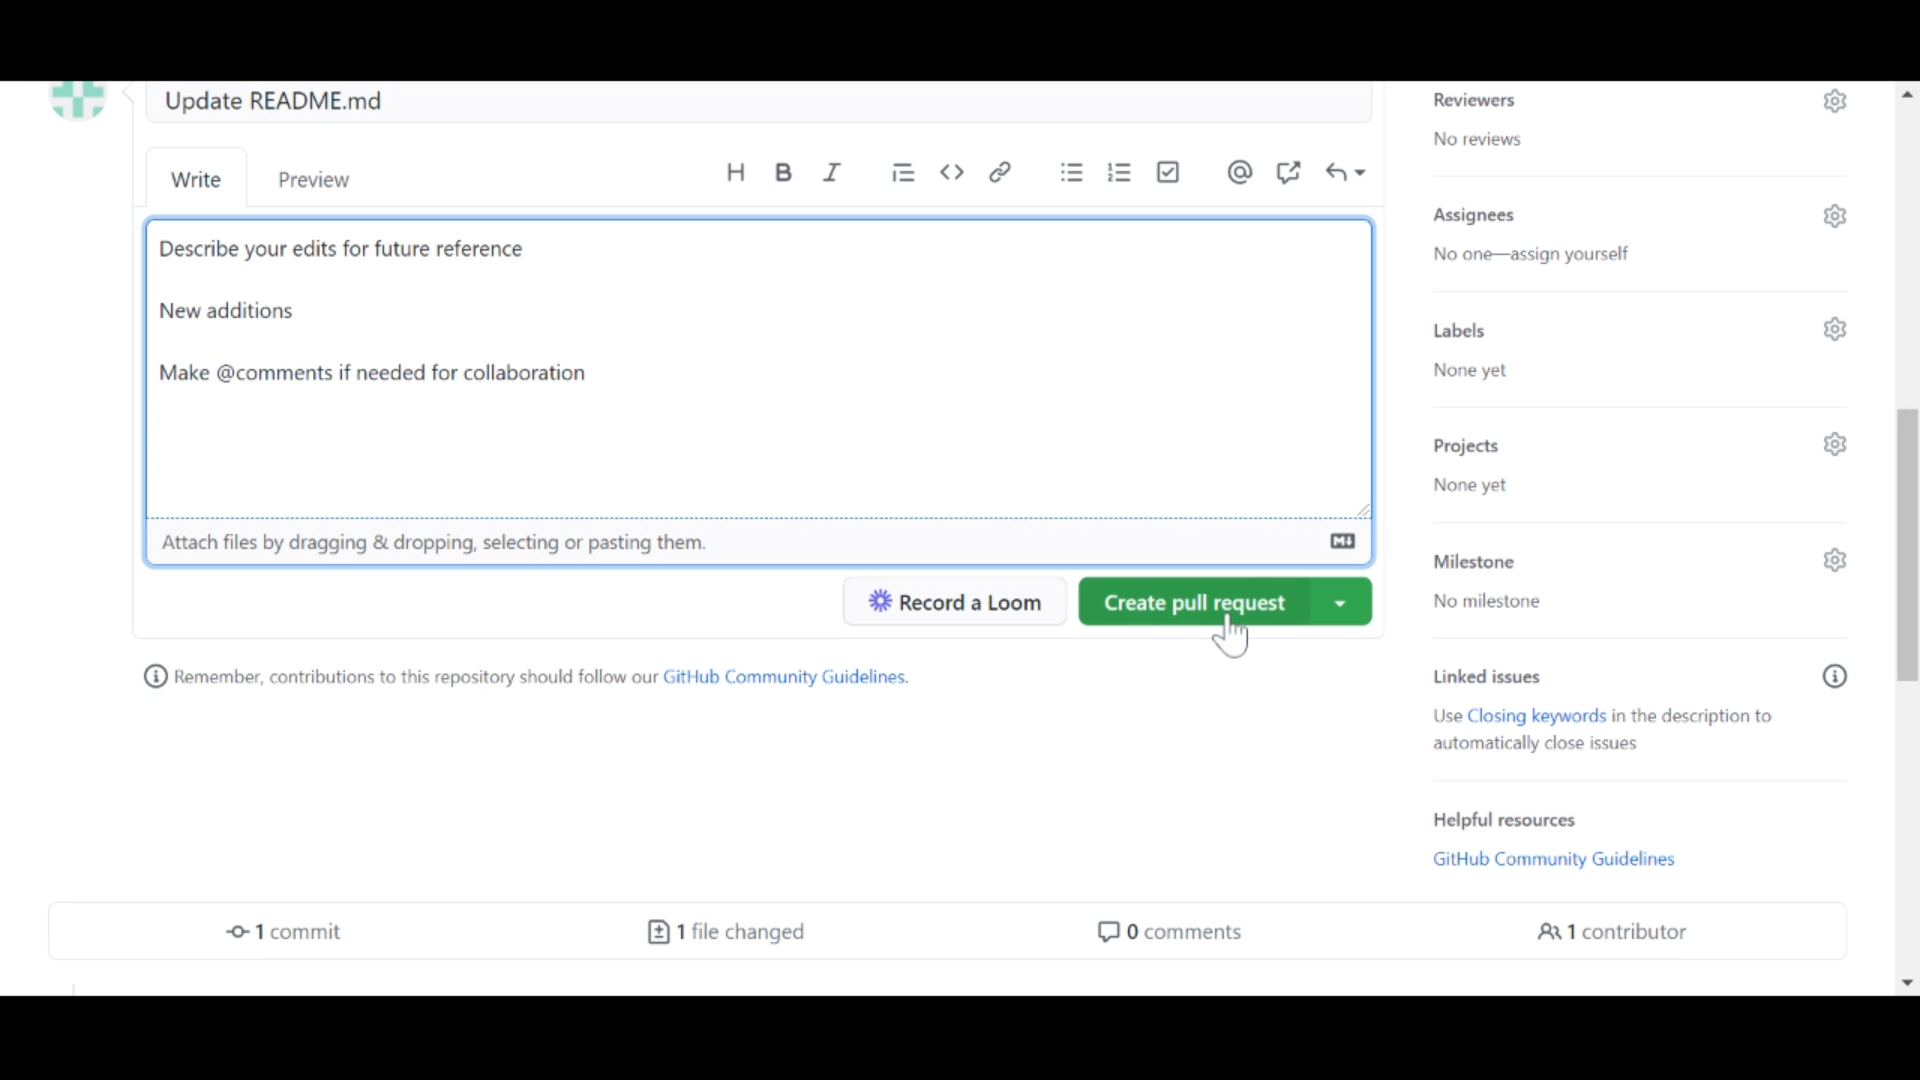 Update README.md
Write
Preview
Describe your edits for future reference
New additions
Make @comments if needed for collaboration
Attach files by dragging & dropping, selecting or pasting them.
Record a Loom
Create pull request
Remember, contributions to this repository should follow our GitHub Community Guidelines.
Reviewers
No reviews
Assignees
No one—assign yourself
Labels
None yet
Projects
None yet
Milestone
No milestone
Linked issues
Use Closing keywords in the description to
automatically close issues
Helpful resources
GitHub Community Guidelines
1 commit
1 file changed
0 comments
1 contributor